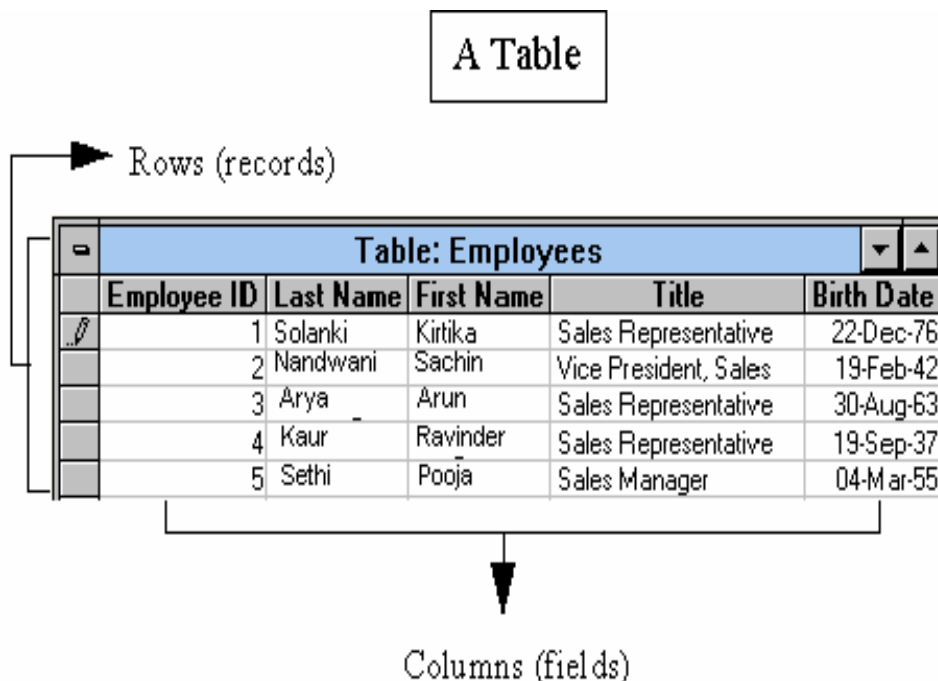 A Table
Rows (records)
Table: Employees
Employee ID Last Name First Name Title Birth Date
1 Solanki Kirtika Sales Representative 22-Dec-76
2 Nandwani Sachin Vice President, Sales 19-Feb-42
3 Arya Arun Sales Representative 30-Aug-63
4 Kaur Ravinder Sales Representative 19-Sep-37
5 Sethi Pooja Sales Manager 04-Mar-55
Columns (fields)